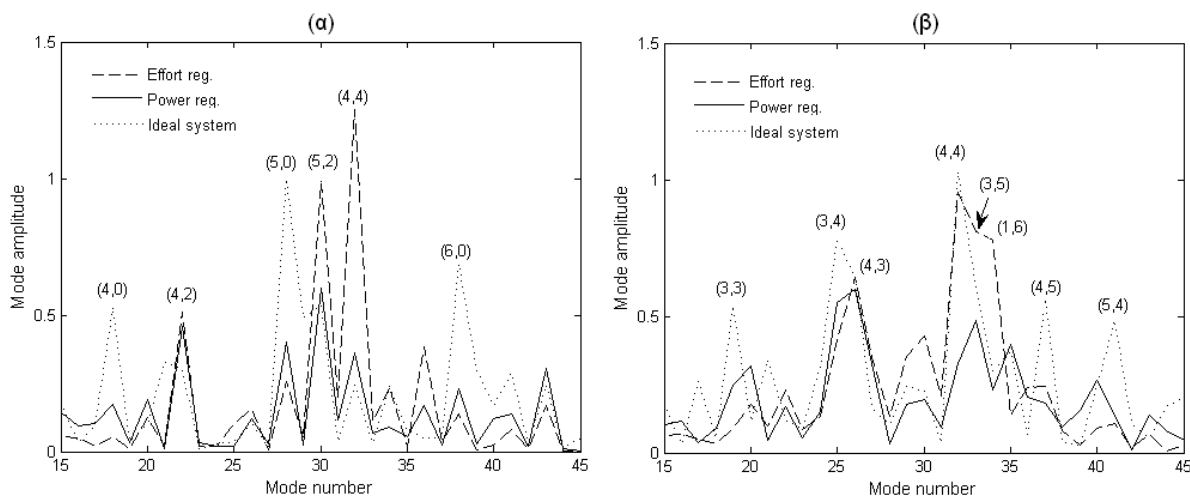 (α)
1.5
1
0.5
0
Mode amplitude
Effort reg.
Power reg.
Ideal system
(4,0)
(4,2)
(5,0)
(5,2)
(4,4)
(6,0)
15 20 25 30 35 40 45
Mode number
(β)
1.5
1
0.5
0
Mode amplitude
Effort reg.
Power reg.
Ideal system
(3,3)
(3,4)
(4,3)
(4,4)
(3,5)
(1,6)
(4,5)
(5,4)
15 20 25 30 35 40 45
Mode number